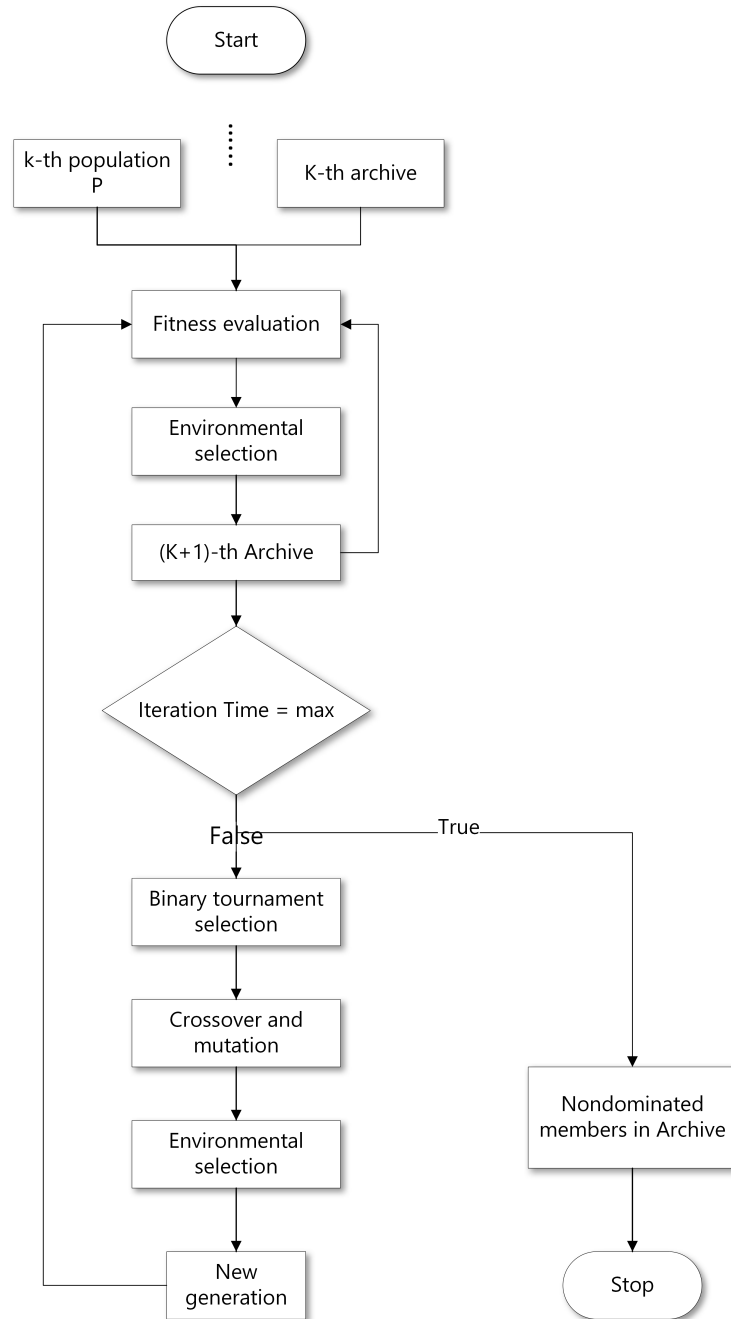 Start
k-th population
P
K-th archive
Fitness evaluation
Environmental
selection
(K+1)-th Archive
Iteration Time = max
False
True
Binary tournament
selection
Crossover and
mutation
Nondominated
members in Archive
Environmental
selection
New
generation
Stop